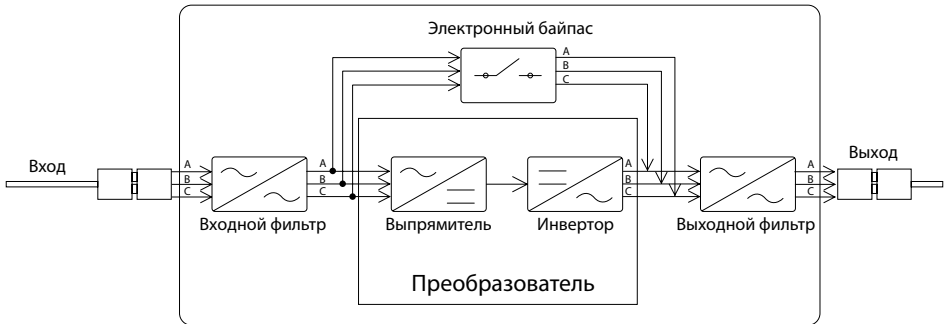 Электронный байпас
A
B
C
Вход
A
B
C
A
B
C
A
B
C
A
B
C
Выход
Входной фильтр
Выпрямитель
Инвертор
Выходной фильтр
Преобразователь